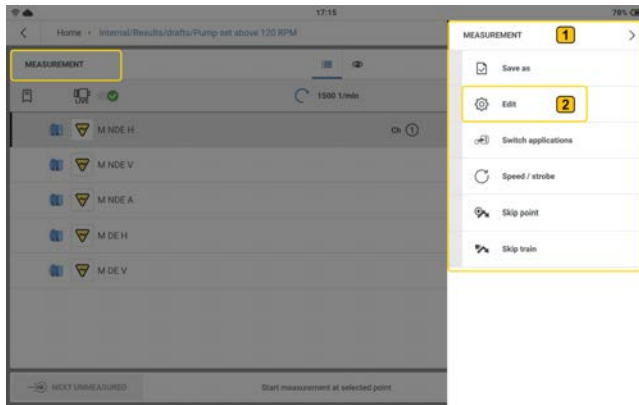 17:15
78%
Home › Internal/Results/drafts/Pump set above 120 RPM
MEASUREMENT
LIVE
1500 1/min
M NDE H
Ch 1
M NDE V
M NDE A
M DE H
M DE V
NEXT UNMEASURED
Start measurement at selected point
MEASUREMENT
1
Save as
Edit
2
Switch applications
Speed / strobe
Skip point
Skip train